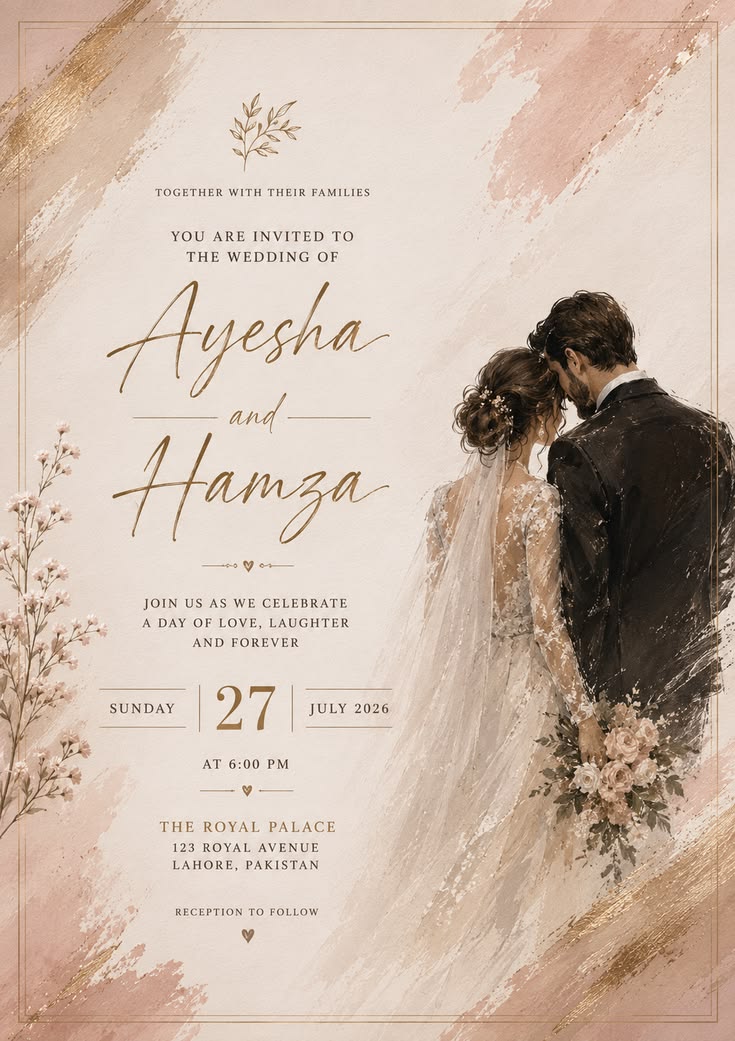 TOGETHER WITH THEIR FAMILIES
YOU ARE INVITED TO
THE WEDDING OF
Ayesha
and
Hamza
JOIN US AS WE CELEBRATE
A DAY OF LOVE, LAUGHTER
AND FOREVER
SUNDAY 27 JULY 2026
AT 6:00 PM
THE ROYAL PALACE
123 ROYAL AVENUE
LAHORE, PAKISTAN
RECEPTION TO FOLLOW